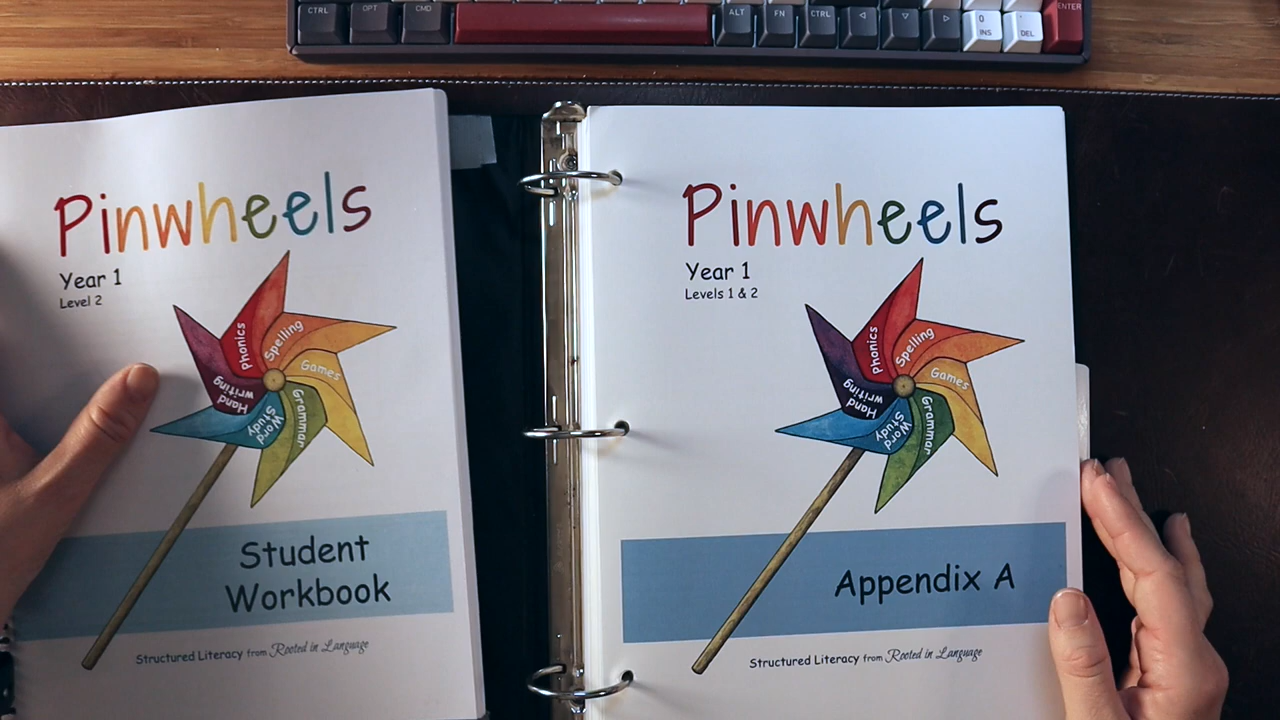 CTRL OPT CMD ALT FN CTRL 0 INS DEL ENTER
Pinwheels
Year 1
Level 2
Phonics
Spelling
Games
Grammar
Word Study
Hand writing
Student
Workbook
Structured Literacy from Rooted in Language
Pinwheels
Year 1
Levels 1 & 2
Phonics
Spelling
Games
Grammar
Word Study
Hand writing
Appendix A
Structured Literacy from Rooted in Language